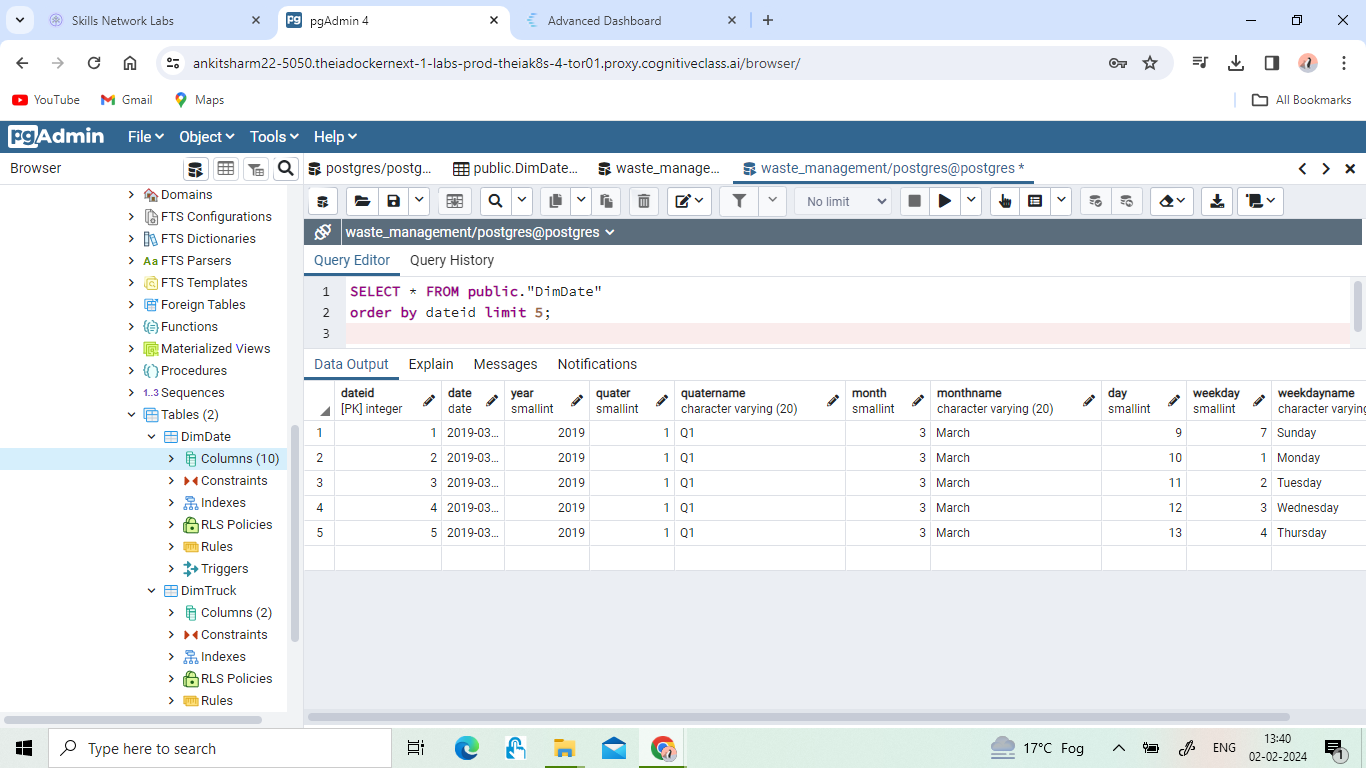 Skills Network Labs
pgAdmin 4
Advanced Dashboard
ankitsharm22-5050.theiadockernext-1-labs-prod-theiak8s-4-tor01.proxy.cognitiveclass.ai/browser/
YouTube
Gmail
Maps
All Bookmarks
pgAdmin
File
Object
Tools
Help
Browser
postgres/postg...
public.DimDate...
waste_manage...
waste_management/postgres@postgres *
No limit
waste_management/postgres@postgres
Query Editor
Query History
1 SELECT * FROM public."DimDate"
2 order by dateid limit 5;
3
Data Output
Explain
Messages
Notifications
dateid date year quater quatername month monthname day weekday weekdayname
[PK] integer date smallint smallint character varying (20) smallint character varying (20) smallint smallint character varying
1 1 2019-03... 2019 1 Q1 3 March 9 7 Sunday
2 2 2019-03... 2019 1 Q1 3 March 10 1 Monday
3 3 2019-03... 2019 1 Q1 3 March 11 2 Tuesday
4 4 2019-03... 2019 1 Q1 3 March 12 3 Wednesday
5 5 2019-03... 2019 1 Q1 3 March 13 4 Thursday
Domains
FTS Configurations
FTS Dictionaries
Aa FTS Parsers
FTS Templates
Foreign Tables
Functions
Materialized Views
Procedures
1..3 Sequences
Tables (2)
DimDate
Columns (10)
Constraints
Indexes
RLS Policies
Rules
Triggers
DimTruck
Columns (2)
Constraints
Indexes
RLS Policies
Rules
Type here to search
17°C Fog
ENG
13:40
02-02-2024
1